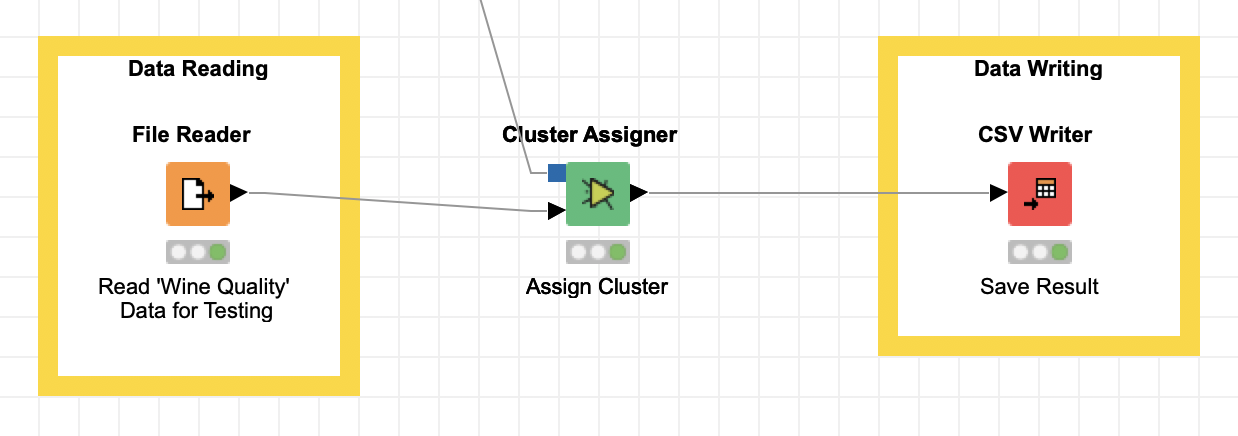 Data Reading
File Reader
Read 'Wine Quality'
Data for Testing
Cluster Assigner
Assign Cluster
Data Writing
CSV Writer
Save Result